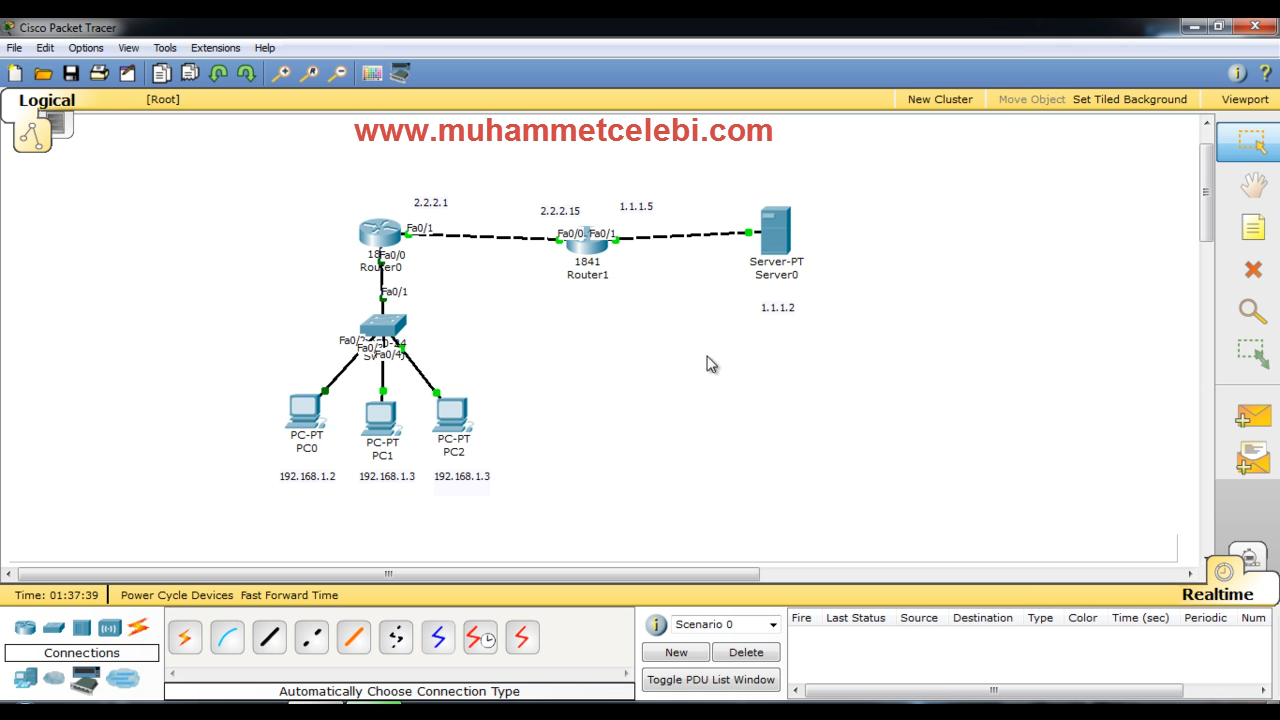 Cisco Packet Tracer
File Edit Options View Tools Extensions Help
Logical [Root] New Cluster Move Object Set Tiled Background Viewport
www.muhammetcelebi.com
2.2.2.1 2.2.2.15 1.1.1.5
Fa0/1 Fa0/0 Fa0/1
Fa0/0
1841 Server-PT
Router0 Router1 Server0
Fa0/1
1.1.1.2
Fa0/4
PC-PT PC-PT PC-PT
PC0 PC1 PC2
192.168.1.2 192.168.1.3 192.168.1.3
Time: 01:37:39 Power Cycle Devices Fast Forward Time Realtime
Connections
Automatically Choose Connection Type
Scenario 0
New Delete
Toggle PDU List Window
Fire Last Status Source Destination Type Color Time (sec) Periodic Num